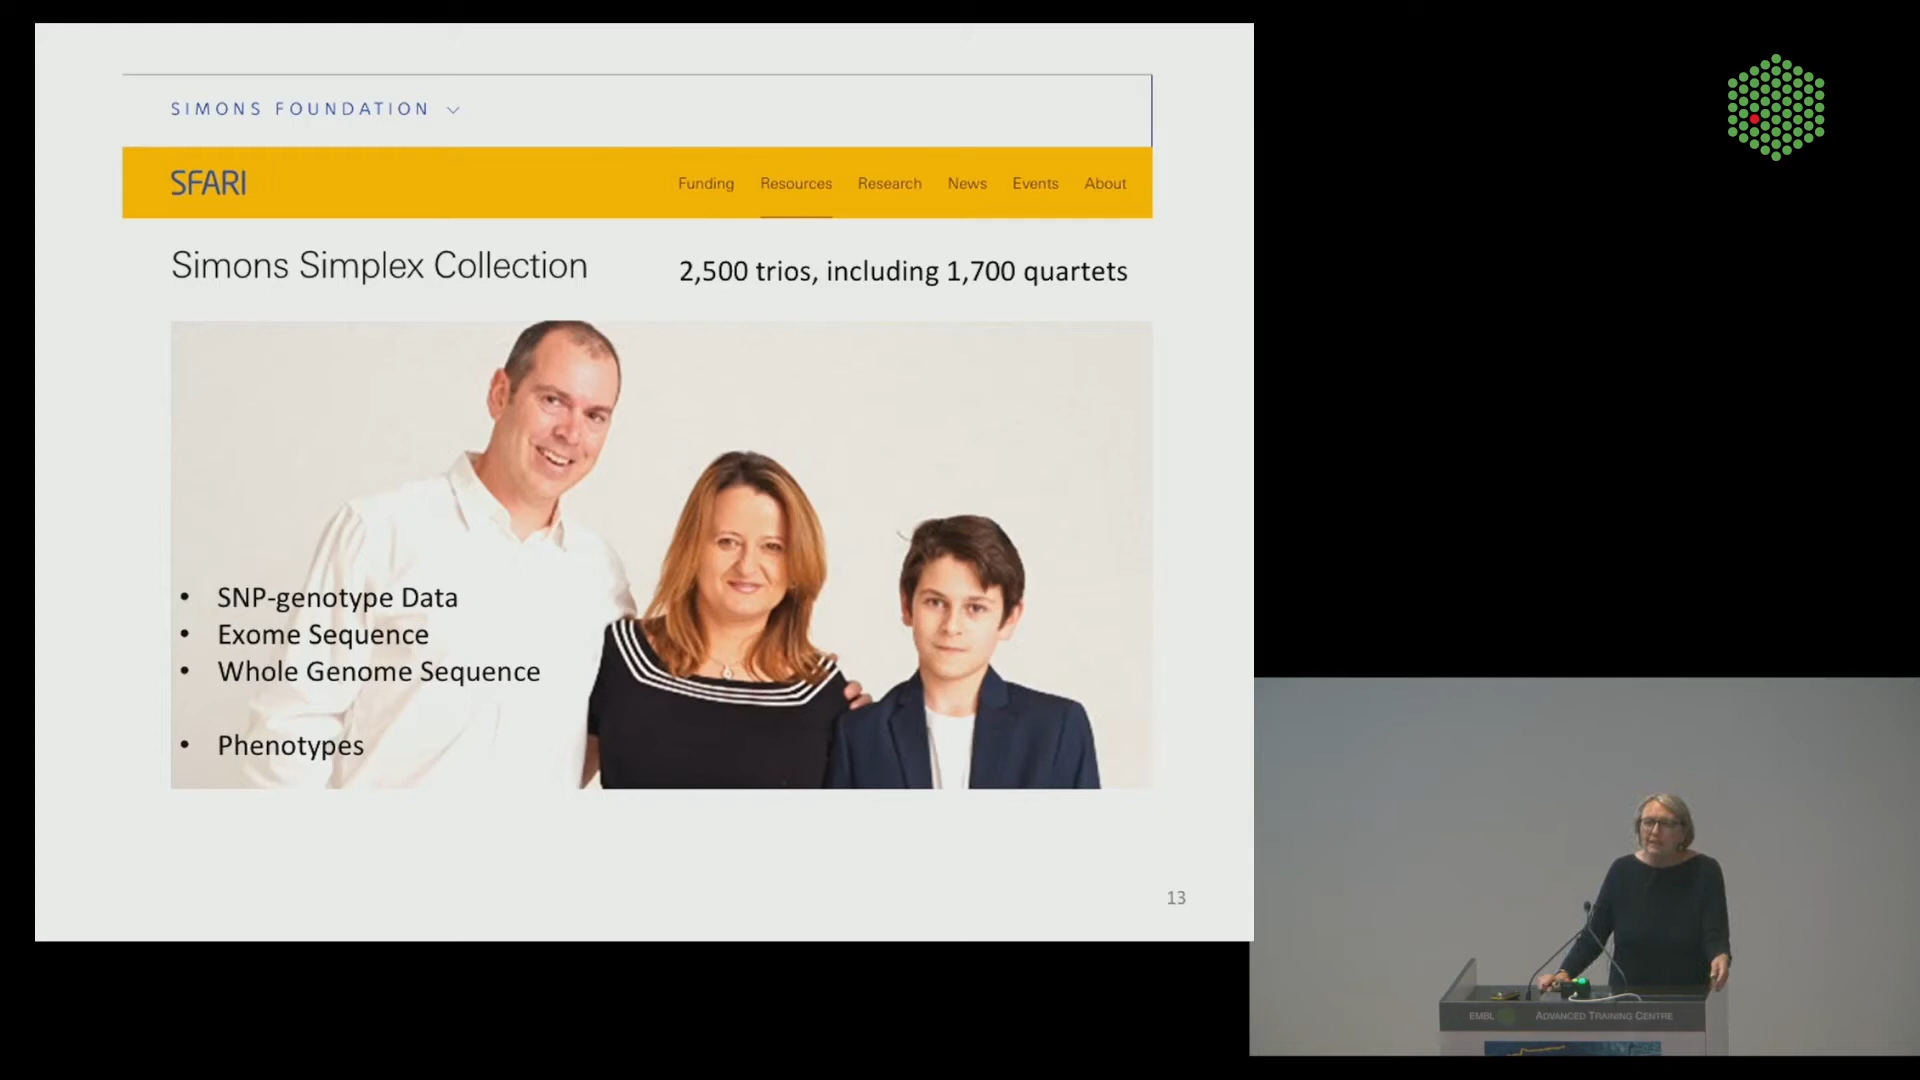 SIMONS FOUNDATION
SFARI
Funding Resources Research News Events About
Simons Simplex Collection
2,500 trios, including 1,700 quartets
• SNP-genotype Data
• Exome Sequence
• Whole Genome Sequence
• Phenotypes
13
EMBL ADVANCED TRAINING CENTRE